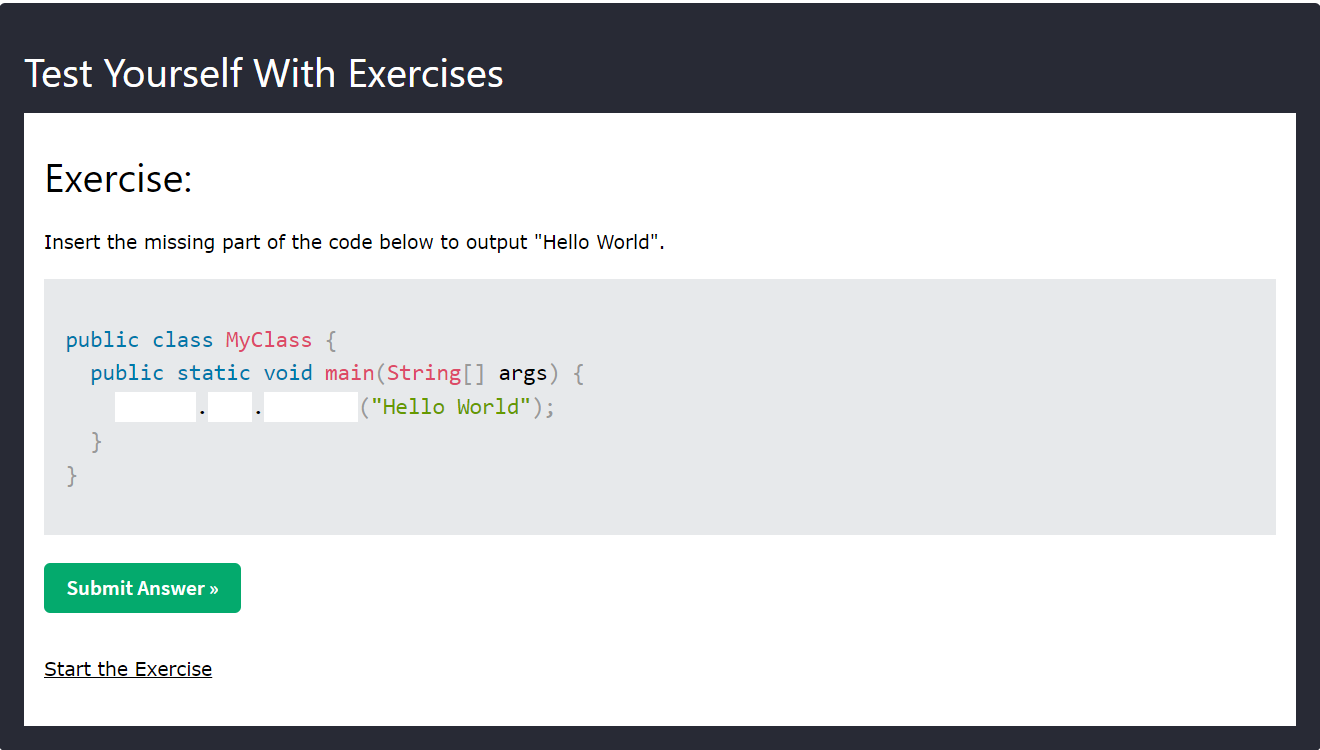 Test Yourself With Exercises
Exercise:
Insert the missing part of the code below to output "Hello World".
public class MyClass {
  public static void main(String[] args) {
    . . ("Hello World");
  }
}
Submit Answer »
Start the Exercise